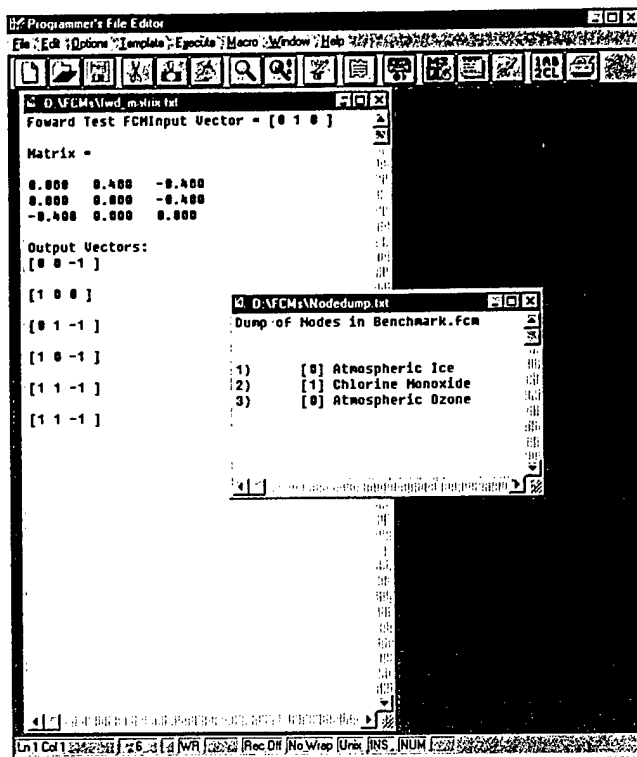 Programmer's File Editor
File Edit Options Template Execute Macro Window Help
D:\FCMs\fwd_matrix.txt
Foward Test FCMInput Vector = [0 1 0 ]
Matrix =
0.000 0.400 -0.400
0.000 0.000 -0.400
-0.400 0.000 0.000
Output Vectors:
[0 0 -1 ]
[1 0 0 ]
[0 1 -1 ]
[1 0 -1 ]
[1 1 -1 ]
[1 1 -1 ]
D:\FCMs\Nodedump.txt
Dump of Nodes in Benchmark.fcm
1) [0] Atmospheric Ice
2) [1] Chlorine Monoxide
3) [0] Atmospheric Ozone
Ln 1 Col 1 WR Rec Off No Wrap Unix INS NUM